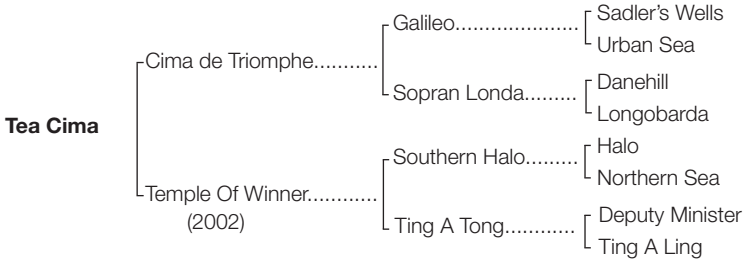 Sadler's Wells
Galileo.....................
Urban Sea
Cima de Triomphe...........
Danehill
Sopran Londa.........
Longobarda
Tea Cima
Halo
Southern Halo.........
Northern Sea
Temple Of Winner............
(2002)
Deputy Minister
Ting A Tong............
Ting A Ling